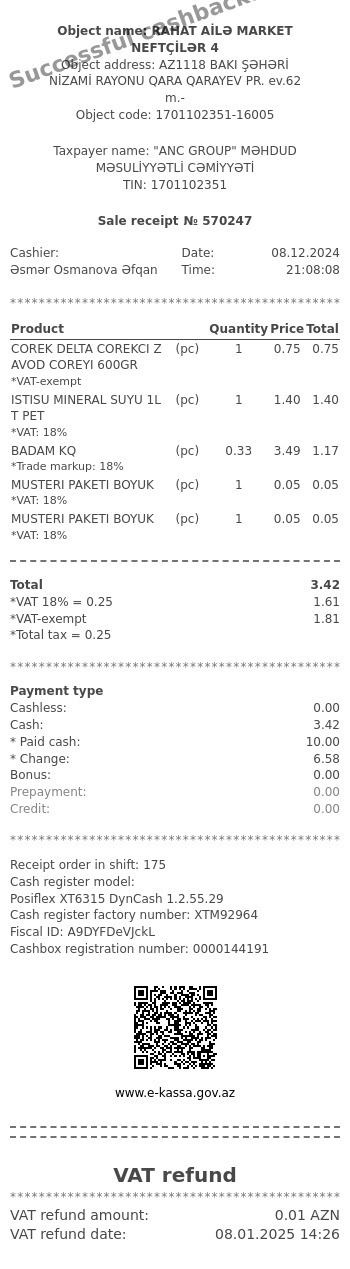 Successful cashback
Object name: RAHAT AİLƏ MARKET
NEFTÇİLƏR 4
Object address: AZ1118 BAKI ŞƏHƏRİ
NİZAMİ RAYONU QARA QARAYEV PR. ev.62
m.-
Object code: 1701102351-16005
Taxpayer name: "ANC GROUP" MƏHDUD
MƏSULİYYƏTLİ CƏMİYYƏTİ
TIN: 1701102351
Sale receipt № 570247
Cashier: Date: 08.12.2024
Əsmər Osmanova Əfqan Time: 21:08:08
********************************************
Product Quantity Price Total
COREK DELTA COREKCI Z (pc) 1 0.75 0.75
AVOD COREYI 600GR
*VAT-exempt
ISTISU MINERAL SUYU 1L (pc) 1 1.40 1.40
T PET
*VAT: 18%
BADAM KQ (pc) 0.33 3.49 1.17
*Trade markup: 18%
MUSTERI PAKETI BOYUK (pc) 1 0.05 0.05
*VAT: 18%
MUSTERI PAKETI BOYUK (pc) 1 0.05 0.05
*VAT: 18%
Total 3.42
*VAT 18% = 0.25 1.61
*VAT-exempt 1.81
*Total tax = 0.25
********************************************
Payment type
Cashless: 0.00
Cash: 3.42
* Paid cash: 10.00
* Change: 6.58
Bonus: 0.00
Prepayment: 0.00
Credit: 0.00
********************************************
Receipt order in shift: 175
Cash register model:
Posiflex XT6315 DynCash 1.2.55.29
Cash register factory number: XTM92964
Fiscal ID: A9DYFDeVJckL
Cashbox registration number: 0000144191
www.e-kassa.gov.az
VAT refund
********************************************
VAT refund amount: 0.01 AZN
VAT refund date: 08.01.2025 14:26